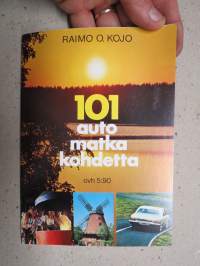 RAIMO O. KOJO
101
auto
matka
kohdetta
ovh 5:90